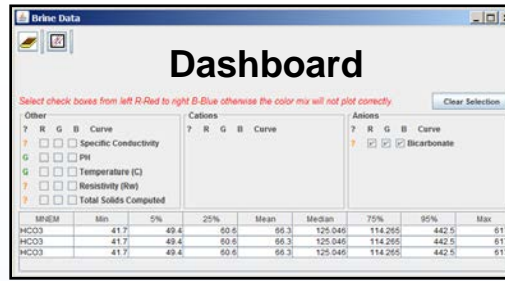 Brine Data
Dashboard
Select check boxes from left R-Red to right B-Blue otherwise the color mix will not plot correctly.
Clear Selection
Other
? R G B Curve
? Specific Conductivity
G PH
G Temperature (C)
? Resistivity (Rw)
? Total Solids Computed
Cations
? R G B Curve
Anions
? R G B Curve
? Bicarbonate
MNEM Min 5% 25% Mean Median 75% 95% Max
HCO3 41.7 49.4 60.6 66.3 125.046 114.265 442.5 61
HCO3 41.7 49.4 60.6 66.3 125.046 114.265 442.5 61
HCO3 41.7 49.4 60.6 66.3 125.046 114.265 442.5 61